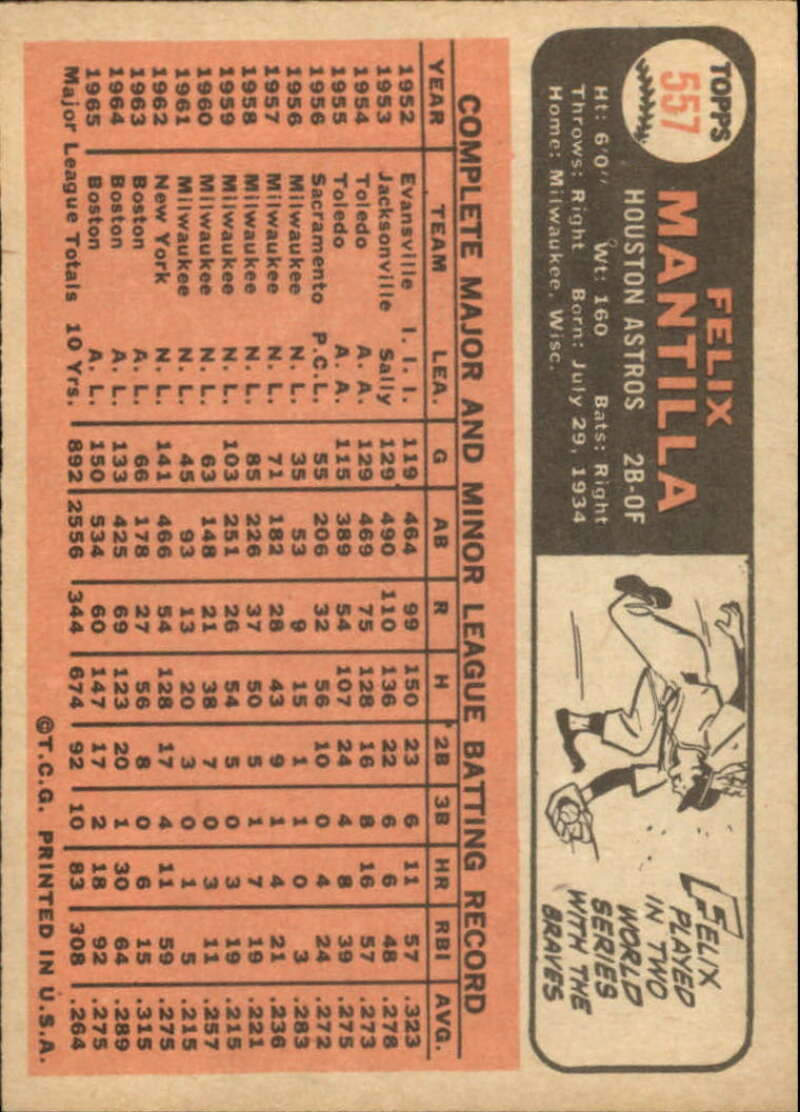 TOPPS
557
FELIX
MANTILLA
HOUSTON ASTROS 2B-OF
Ht: 6'0" Wt: 160 Bats: Right
Throws: Right Born: July 29, 1934
Home: Milwaukee, Wisc.
FELIX
PLAYED
IN TWO
WORLD
SERIES
WITH THE
BRAVES
COMPLETE MAJOR AND MINOR LEAGUE BATTING RECORD
YEAR TEAM LEA. G AB R H 2B 3B HR RBI AVG.
1952 Evansville I. I. I. 119 464 99 150 23 6 11 57 .323
1953 Jacksonville Sally 129 490 110 136 22 6 6 48 .278
1954 Toledo A. A. 129 469 75 128 16 8 16 57 .273
1955 Toledo A. A. 115 389 54 107 24 4 8 39 .275
1956 Sacramento P.C.L. 55 206 32 56 10 0 4 24 .272
1956 Milwaukee N. L. 35 53 9 15 1 1 0 3 .283
1957 Milwaukee N. L. 71 182 28 43 9 1 4 21 .236
1958 Milwaukee N. L. 85 226 37 50 5 1 7 19 .221
1959 Milwaukee N. L. 103 251 26 54 5 0 3 19 .215
1960 Milwaukee N. L. 63 148 21 38 7 0 3 11 .257
1961 Milwaukee N. L. 45 93 13 20 3 0 1 5 .215
1962 New York N. L. 141 466 54 128 17 4 11 59 .275
1963 Boston A. L. 66 178 27 56 8 0 6 15 .315
1964 Boston A. L. 133 425 69 123 20 1 30 64 .289
1965 Boston A. L. 150 534 60 147 17 2 18 92 .275
Major League Totals 10 Yrs. 892 2556 344 674 92 10 83 308 .264
©T.C.G. PRINTED IN U.S.A.